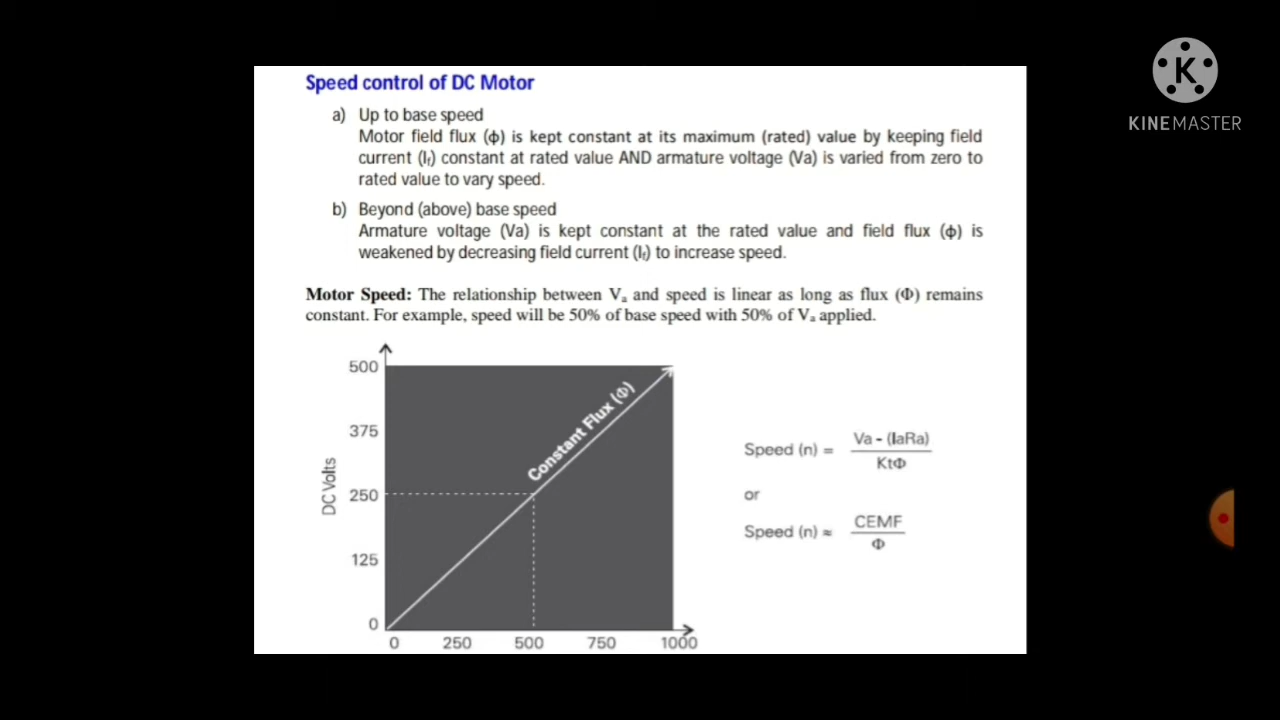 Speed control of DC Motor
a) Up to base speed
Motor field flux (ф) is kept constant at its maximum (rated) value by keeping field
current (If) constant at rated value AND armature voltage (Va) is varied from zero to
rated value to vary speed.
b) Beyond (above) base speed
Armature voltage (Va) is kept constant at the rated value and field flux (ф) is
weakened by decreasing field current (If) to increase speed.
Motor Speed: The relationship between Va and speed is linear as long as flux (Φ) remains
constant. For example, speed will be 50% of base speed with 50% of Va applied.
500
375
250
125
0
DC Volts
Constant Flux (Φ)
0 250 500 750 1000
Speed (n) = Va - (IaRa)
KtΦ
or
Speed (n) ≈ CEMF
Φ
K
KINEMASTER